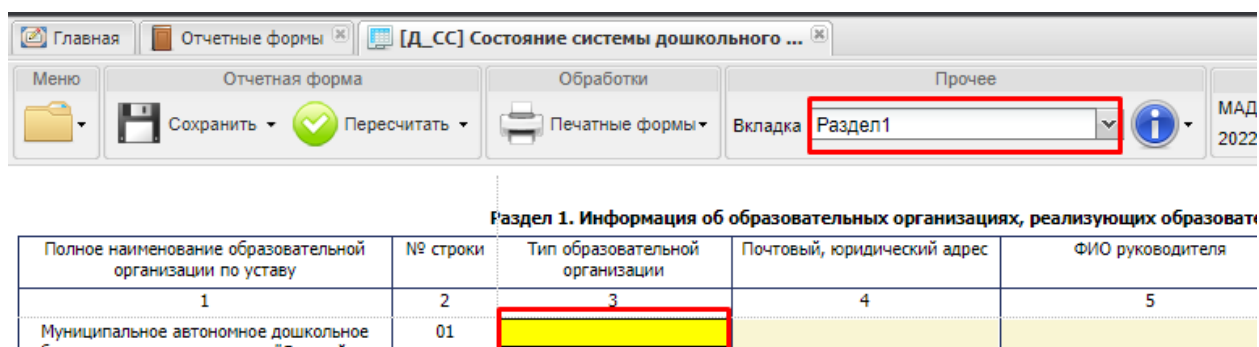 Главная Отчетные формы [Д_СС] Состояние системы дошкольного ...
Меню Отчетная форма Обработки Прочее
Сохранить Пересчитать Печатные формы Вкладка Раздел1
МАД
2022
Раздел 1. Информация об образовательных организациях, реализующих образоват
Полное наименование образовательной организации по уставу № строки Тип образовательной организации Почтовый, юридический адрес ФИО руководителя
1 2 3 4 5
Муниципальное автономное дошкольное 01